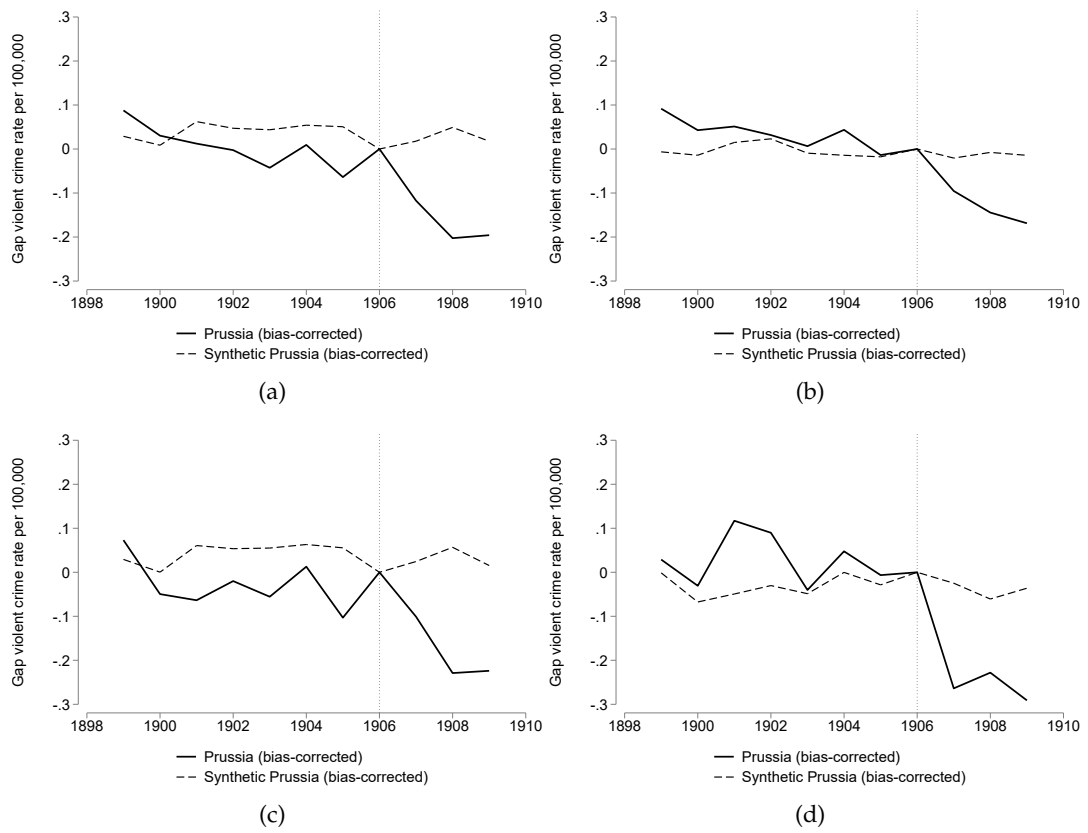 Gap violent crime rate per 100,000
.3
.2
.1
0
-.1
-.2
-.3
1898 1900 1902 1904 1906 1908 1910
Prussia (bias-corrected)
Synthetic Prussia (bias-corrected)
(a)
Gap violent crime rate per 100,000
.3
.2
.1
0
-.1
-.2
-.3
1898 1900 1902 1904 1906 1908 1910
Prussia (bias-corrected)
Synthetic Prussia (bias-corrected)
(b)
Gap violent crime rate per 100,000
.3
.2
.1
0
-.1
-.2
-.3
1898 1900 1902 1904 1906 1908 1910
Prussia (bias-corrected)
Synthetic Prussia (bias-corrected)
(c)
Gap violent crime rate per 100,000
.3
.2
.1
0
-.1
-.2
-.3
1898 1900 1902 1904 1906 1908 1910
Prussia (bias-corrected)
Synthetic Prussia (bias-corrected)
(d)